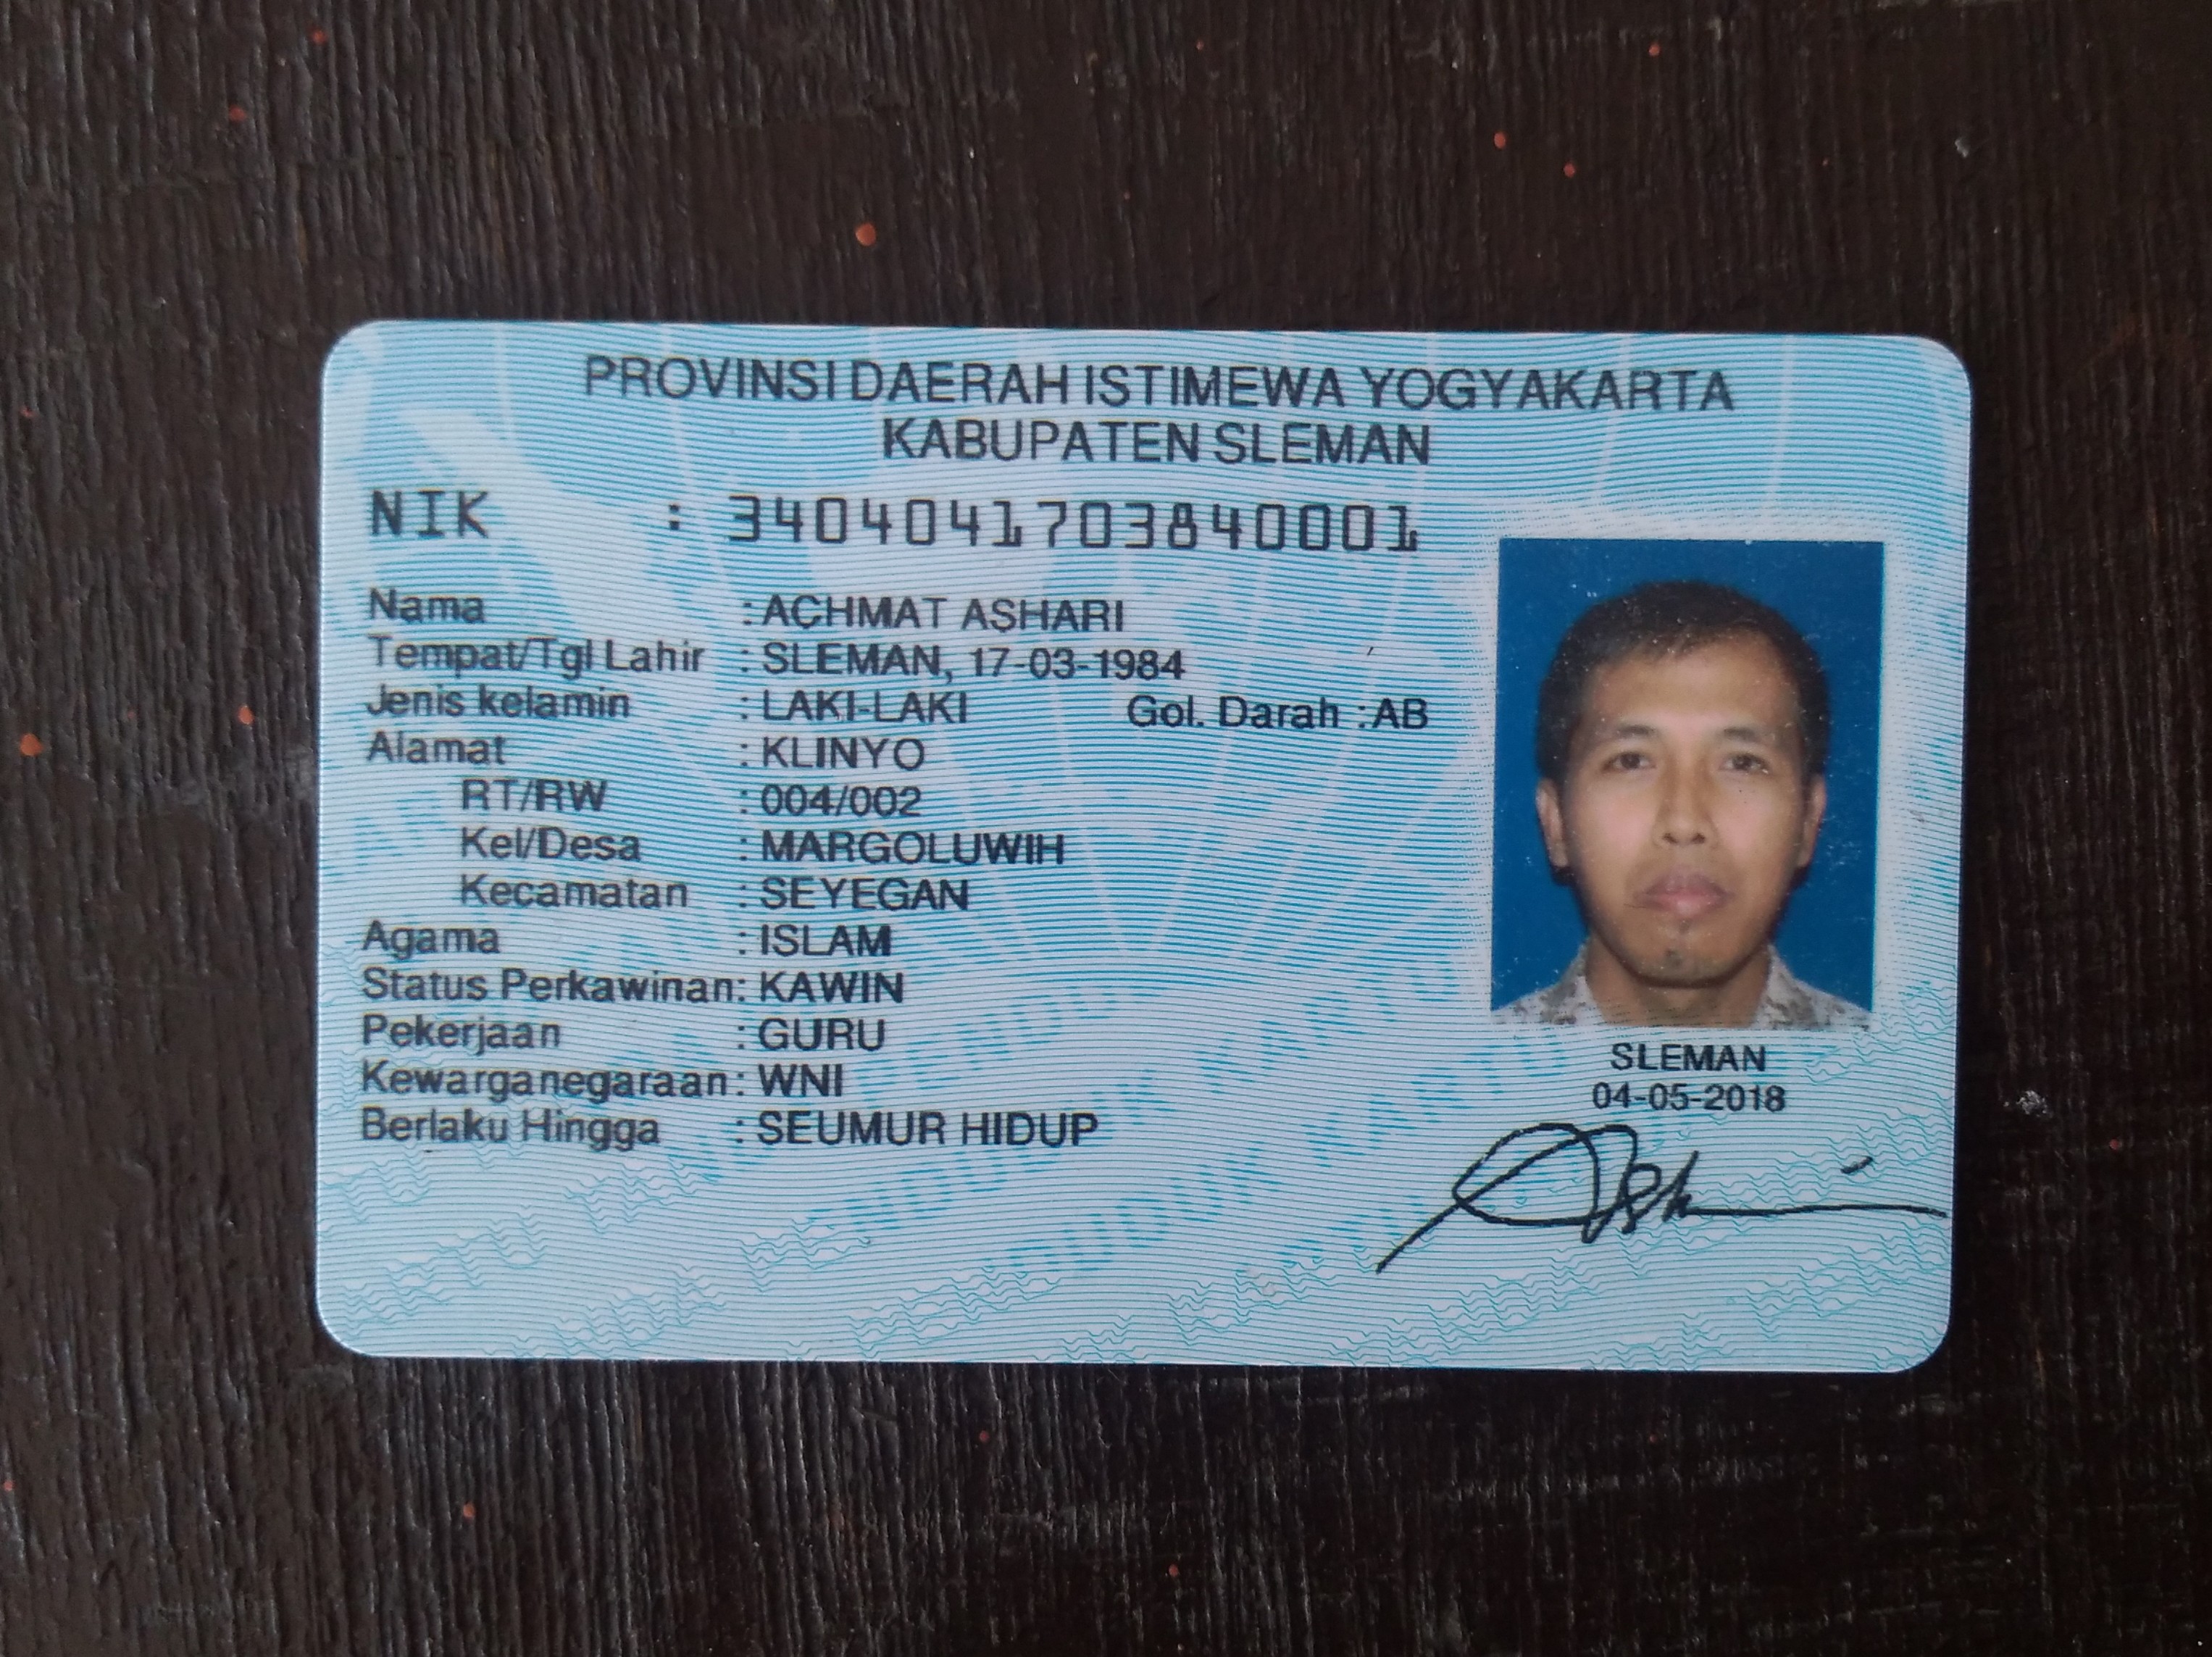 PROVINSI DAERAH ISTIMEWA YOGYAKARTA
KABUPATEN SLEMAN
NIK : 3404041703840001
Nama : ACHMAT ASHARI
Tempat/Tgl Lahir : SLEMAN, 17-03-1984
Jenis kelamin : LAKI-LAKI Gol. Darah : AB
Alamat : KLINYO
RT/RW : 004/002
Kel/Desa : MARGOLUWIH
Kecamatan : SEYEGAN
Agama : ISLAM
Status Perkawinan: KAWIN
Pekerjaan : GURU
Kewarganegaraan: WNI
Berlaku Hingga : SEUMUR HIDUP
SLEMAN
04-05-2018